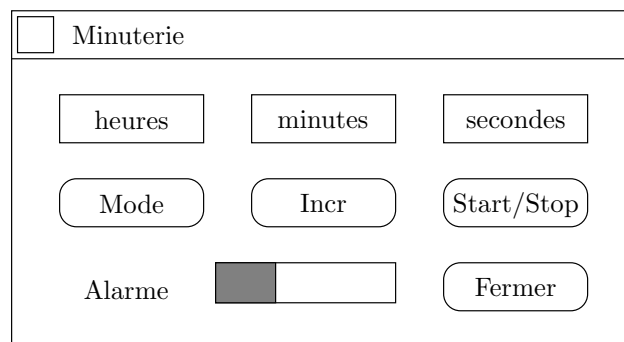 Minuterie
heures minutes secondes
Mode Incr Start/Stop
Alarme Fermer